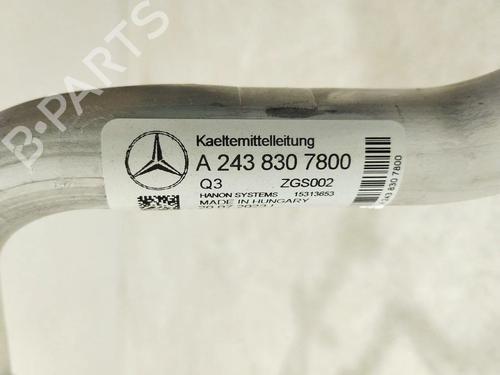 B-PARTS
Kaeltemittelleitung
A 243 830 7800
Q3 ZGS002
HANON SYSTEMS 15313653
MADE IN HUNGARY
243 830 7800